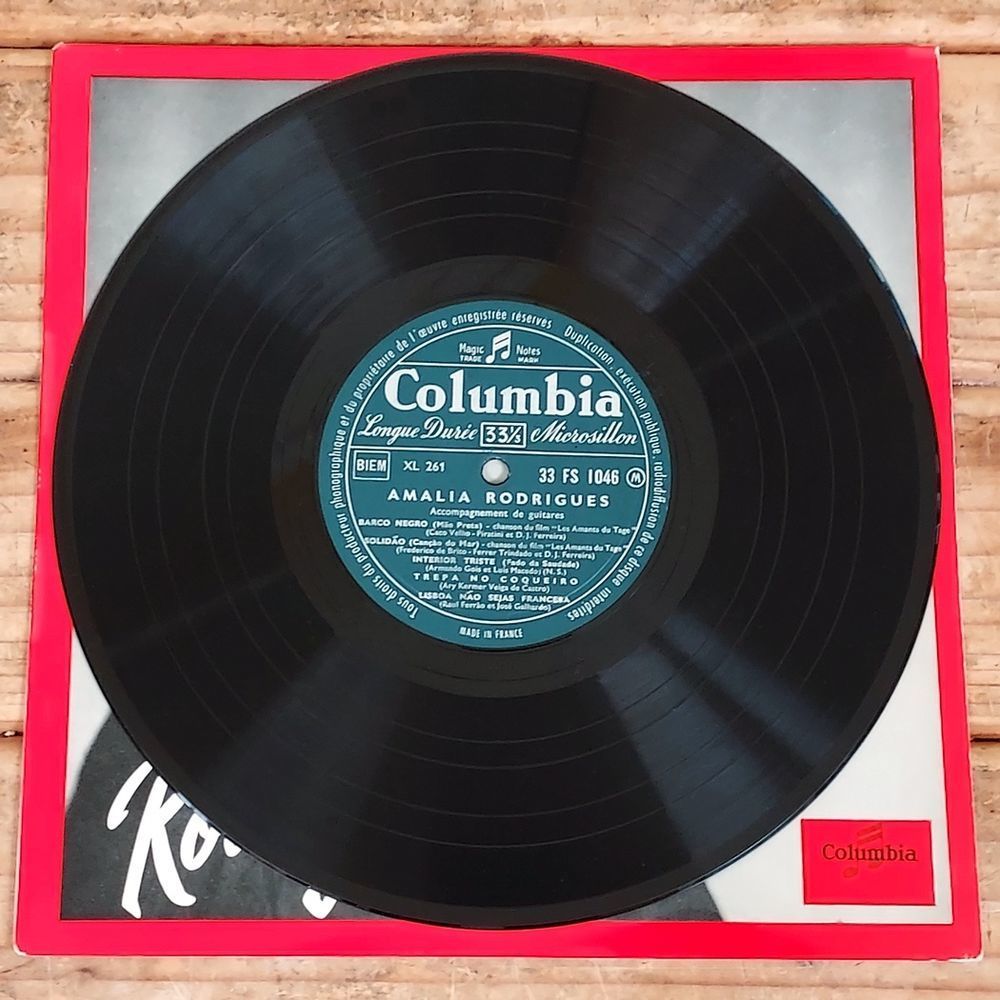 Tous droits du producteur phonographique et du propriétaire de l'œuvre enregistrée réservés Duplication, exécution publique, radiodiffusion de ce disque interdites
Magic Notes
TRADE MARK
Columbia
Longue Durée 33⅓ Microsillon
BIEM XL 261 33 FS 1046 M
AMALIA RODRIGUES
Accompagnement de guitares
BARCO NEGRO (Mãe Preta) - chanson du film "Les Amants du Tage"
(Caco Velho - Piratini et D. J. Ferreira)
SOLIDÃO (Canção do Mar) - chanson du film "Les Amants du Tage"
(Frederico de Brito - Ferrer Trindado et D. J. Ferreira)
INTERIOR TRISTE (Fado da Saudade)
(Armando Gois et Luis Macedo) (N.S.)
TREPA NO COQUEIRO
(Ary Kermer Veiga de Castro)
LISBOA NÃO SEJAS FRANCESA
(Raul Ferrão et José Galhardo)
MADE IN FRANCE
Columbia